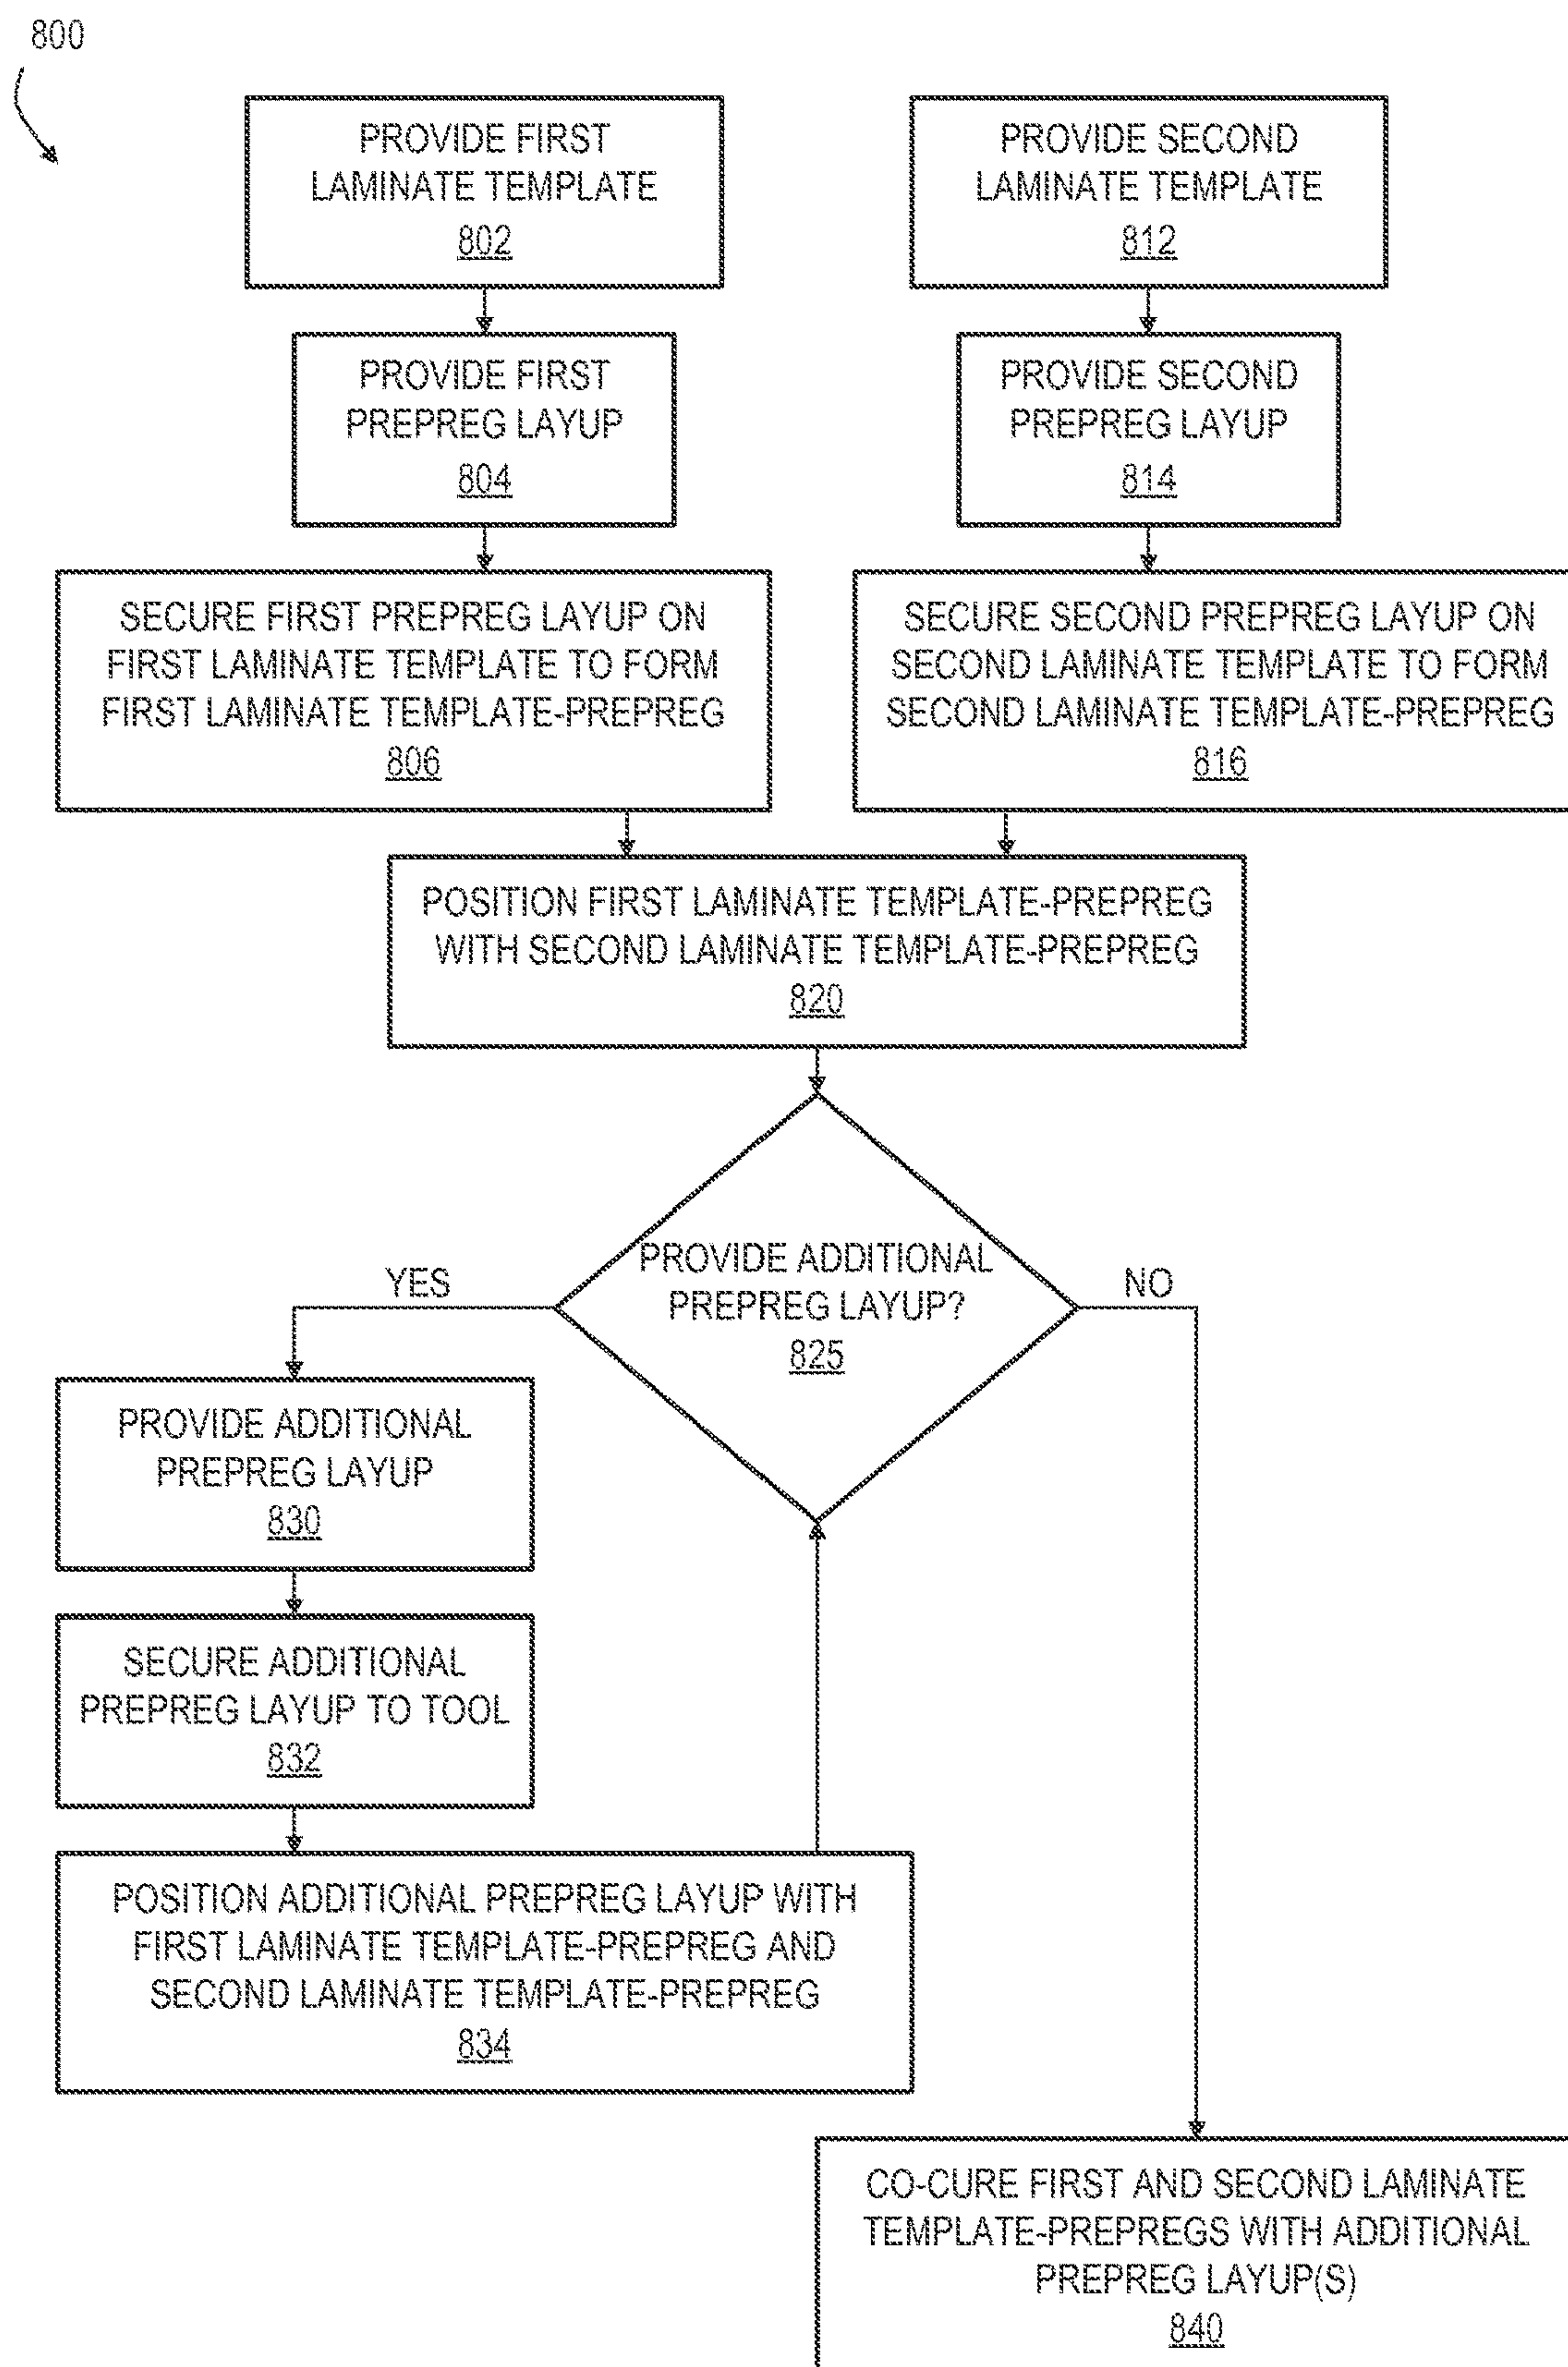 800
PROVIDE FIRST
LAMINATE TEMPLATE
802
PROVIDE SECOND
LAMINATE TEMPLATE
812
PROVIDE FIRST
PREPREG LAYUP
804
PROVIDE SECOND
PREPREG LAYUP
814
SECURE FIRST PREPREG LAYUP ON
FIRST LAMINATE TEMPLATE TO FORM
FIRST LAMINATE TEMPLATE-PREPREG
806
SECURE SECOND PREPREG LAYUP ON
SECOND LAMINATE TEMPLATE TO FORM
SECOND LAMINATE TEMPLATE-PREPREG
816
POSITION FIRST LAMINATE TEMPLATE-PREPREG
WITH SECOND LAMINATE TEMPLATE-PREPREG
820
PROVIDE ADDITIONAL
PREPREG LAYUP?
825
YES
NO
PROVIDE ADDITIONAL
PREPREG LAYUP
830
SECURE ADDITIONAL
PREPREG LAYUP TO TOOL
832
POSITION ADDITIONAL PREPREG LAYUP WITH
FIRST LAMINATE TEMPLATE-PREPREG AND
SECOND LAMINATE TEMPLATE-PREPREG
834
CO-CURE FIRST AND SECOND LAMINATE
TEMPLATE-PREPREGS WITH ADDITIONAL
PREPREG LAYUP(S)
840